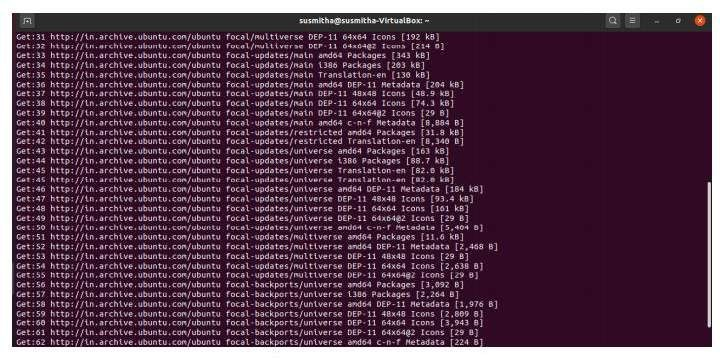 susmitha@susmitha-VirtualBox: ~
Get:31 http://in.archive.ubuntu.com/ubuntu focal/multiverse DEP-11 64x64 Icons [192 kB]
Get:32 http://in.archive.ubuntu.com/ubuntu focal/multiverse DEP-11 64x64@2 Icons [214 B]
Get:33 http://in.archive.ubuntu.com/ubuntu focal-updates/main amd64 Packages [343 kB]
Get:34 http://in.archive.ubuntu.com/ubuntu focal-updates/main i386 Packages [203 kB]
Get:35 http://in.archive.ubuntu.com/ubuntu focal-updates/main Translation-en [130 kB]
Get:36 http://in.archive.ubuntu.com/ubuntu focal-updates/main amd64 DEP-11 Metadata [204 kB]
Get:37 http://in.archive.ubuntu.com/ubuntu focal-updates/main DEP-11 48x48 Icons [48.9 kB]
Get:38 http://in.archive.ubuntu.com/ubuntu focal-updates/main DEP-11 64x64 Icons [74.3 kB]
Get:39 http://in.archive.ubuntu.com/ubuntu focal-updates/main DEP-11 64x64@2 Icons [29 B]
Get:40 http://in.archive.ubuntu.com/ubuntu focal-updates/main amd64 c-n-f Metadata [8,884 B]
Get:41 http://in.archive.ubuntu.com/ubuntu focal-updates/restricted amd64 Packages [31.8 kB]
Get:42 http://in.archive.ubuntu.com/ubuntu focal-updates/restricted Translation-en [8,340 B]
Get:43 http://in.archive.ubuntu.com/ubuntu focal-updates/universe amd64 Packages [163 kB]
Get:44 http://in.archive.ubuntu.com/ubuntu focal-updates/universe i386 Packages [88.7 kB]
Get:45 http://in.archive.ubuntu.com/ubuntu focal-updates/universe Translation-en [82.0 kB]
Get:45 http://in.archive.ubuntu.com/ubuntu focal-updates/universe Translation-en [82.0 kB]
Get:46 http://in.archive.ubuntu.com/ubuntu focal-updates/universe amd64 DEP-11 Metadata [184 kB]
Get:47 http://in.archive.ubuntu.com/ubuntu focal-updates/universe DEP-11 48x48 Icons [93.4 kB]
Get:48 http://in.archive.ubuntu.com/ubuntu focal-updates/universe DEP-11 64x64 Icons [161 kB]
Get:49 http://in.archive.ubuntu.com/ubuntu focal-updates/universe DEP-11 64x64@2 Icons [29 B]
Get:50 http://in.archive.ubuntu.com/ubuntu focal-updates/universe amd64 c-n-f Metadata [5,404 B]
Get:51 http://in.archive.ubuntu.com/ubuntu focal-updates/multiverse amd64 Packages [11.6 kB]
Get:52 http://in.archive.ubuntu.com/ubuntu focal-updates/multiverse amd64 DEP-11 Metadata [2,468 B]
Get:53 http://in.archive.ubuntu.com/ubuntu focal-updates/multiverse DEP-11 48x48 Icons [29 B]
Get:54 http://in.archive.ubuntu.com/ubuntu focal-updates/multiverse DEP-11 64x64 Icons [2,638 B]
Get:55 http://in.archive.ubuntu.com/ubuntu focal-updates/multiverse DEP-11 64x64@2 Icons [29 B]
Get:56 http://in.archive.ubuntu.com/ubuntu focal-backports/universe amd64 Packages [3,092 B]
Get:57 http://in.archive.ubuntu.com/ubuntu focal-backports/universe i386 Packages [2,264 B]
Get:58 http://in.archive.ubuntu.com/ubuntu focal-backports/universe amd64 DEP-11 Metadata [1,976 B]
Get:59 http://in.archive.ubuntu.com/ubuntu focal-backports/universe DEP-11 48x48 Icons [2,809 B]
Get:60 http://in.archive.ubuntu.com/ubuntu focal-backports/universe DEP-11 64x64 Icons [3,943 B]
Get:61 http://in.archive.ubuntu.com/ubuntu focal-backports/universe DEP-11 64x64@2 Icons [29 B]
Get:62 http://in.archive.ubuntu.com/ubuntu focal-backports/universe amd64 c-n-f Metadata [224 B]